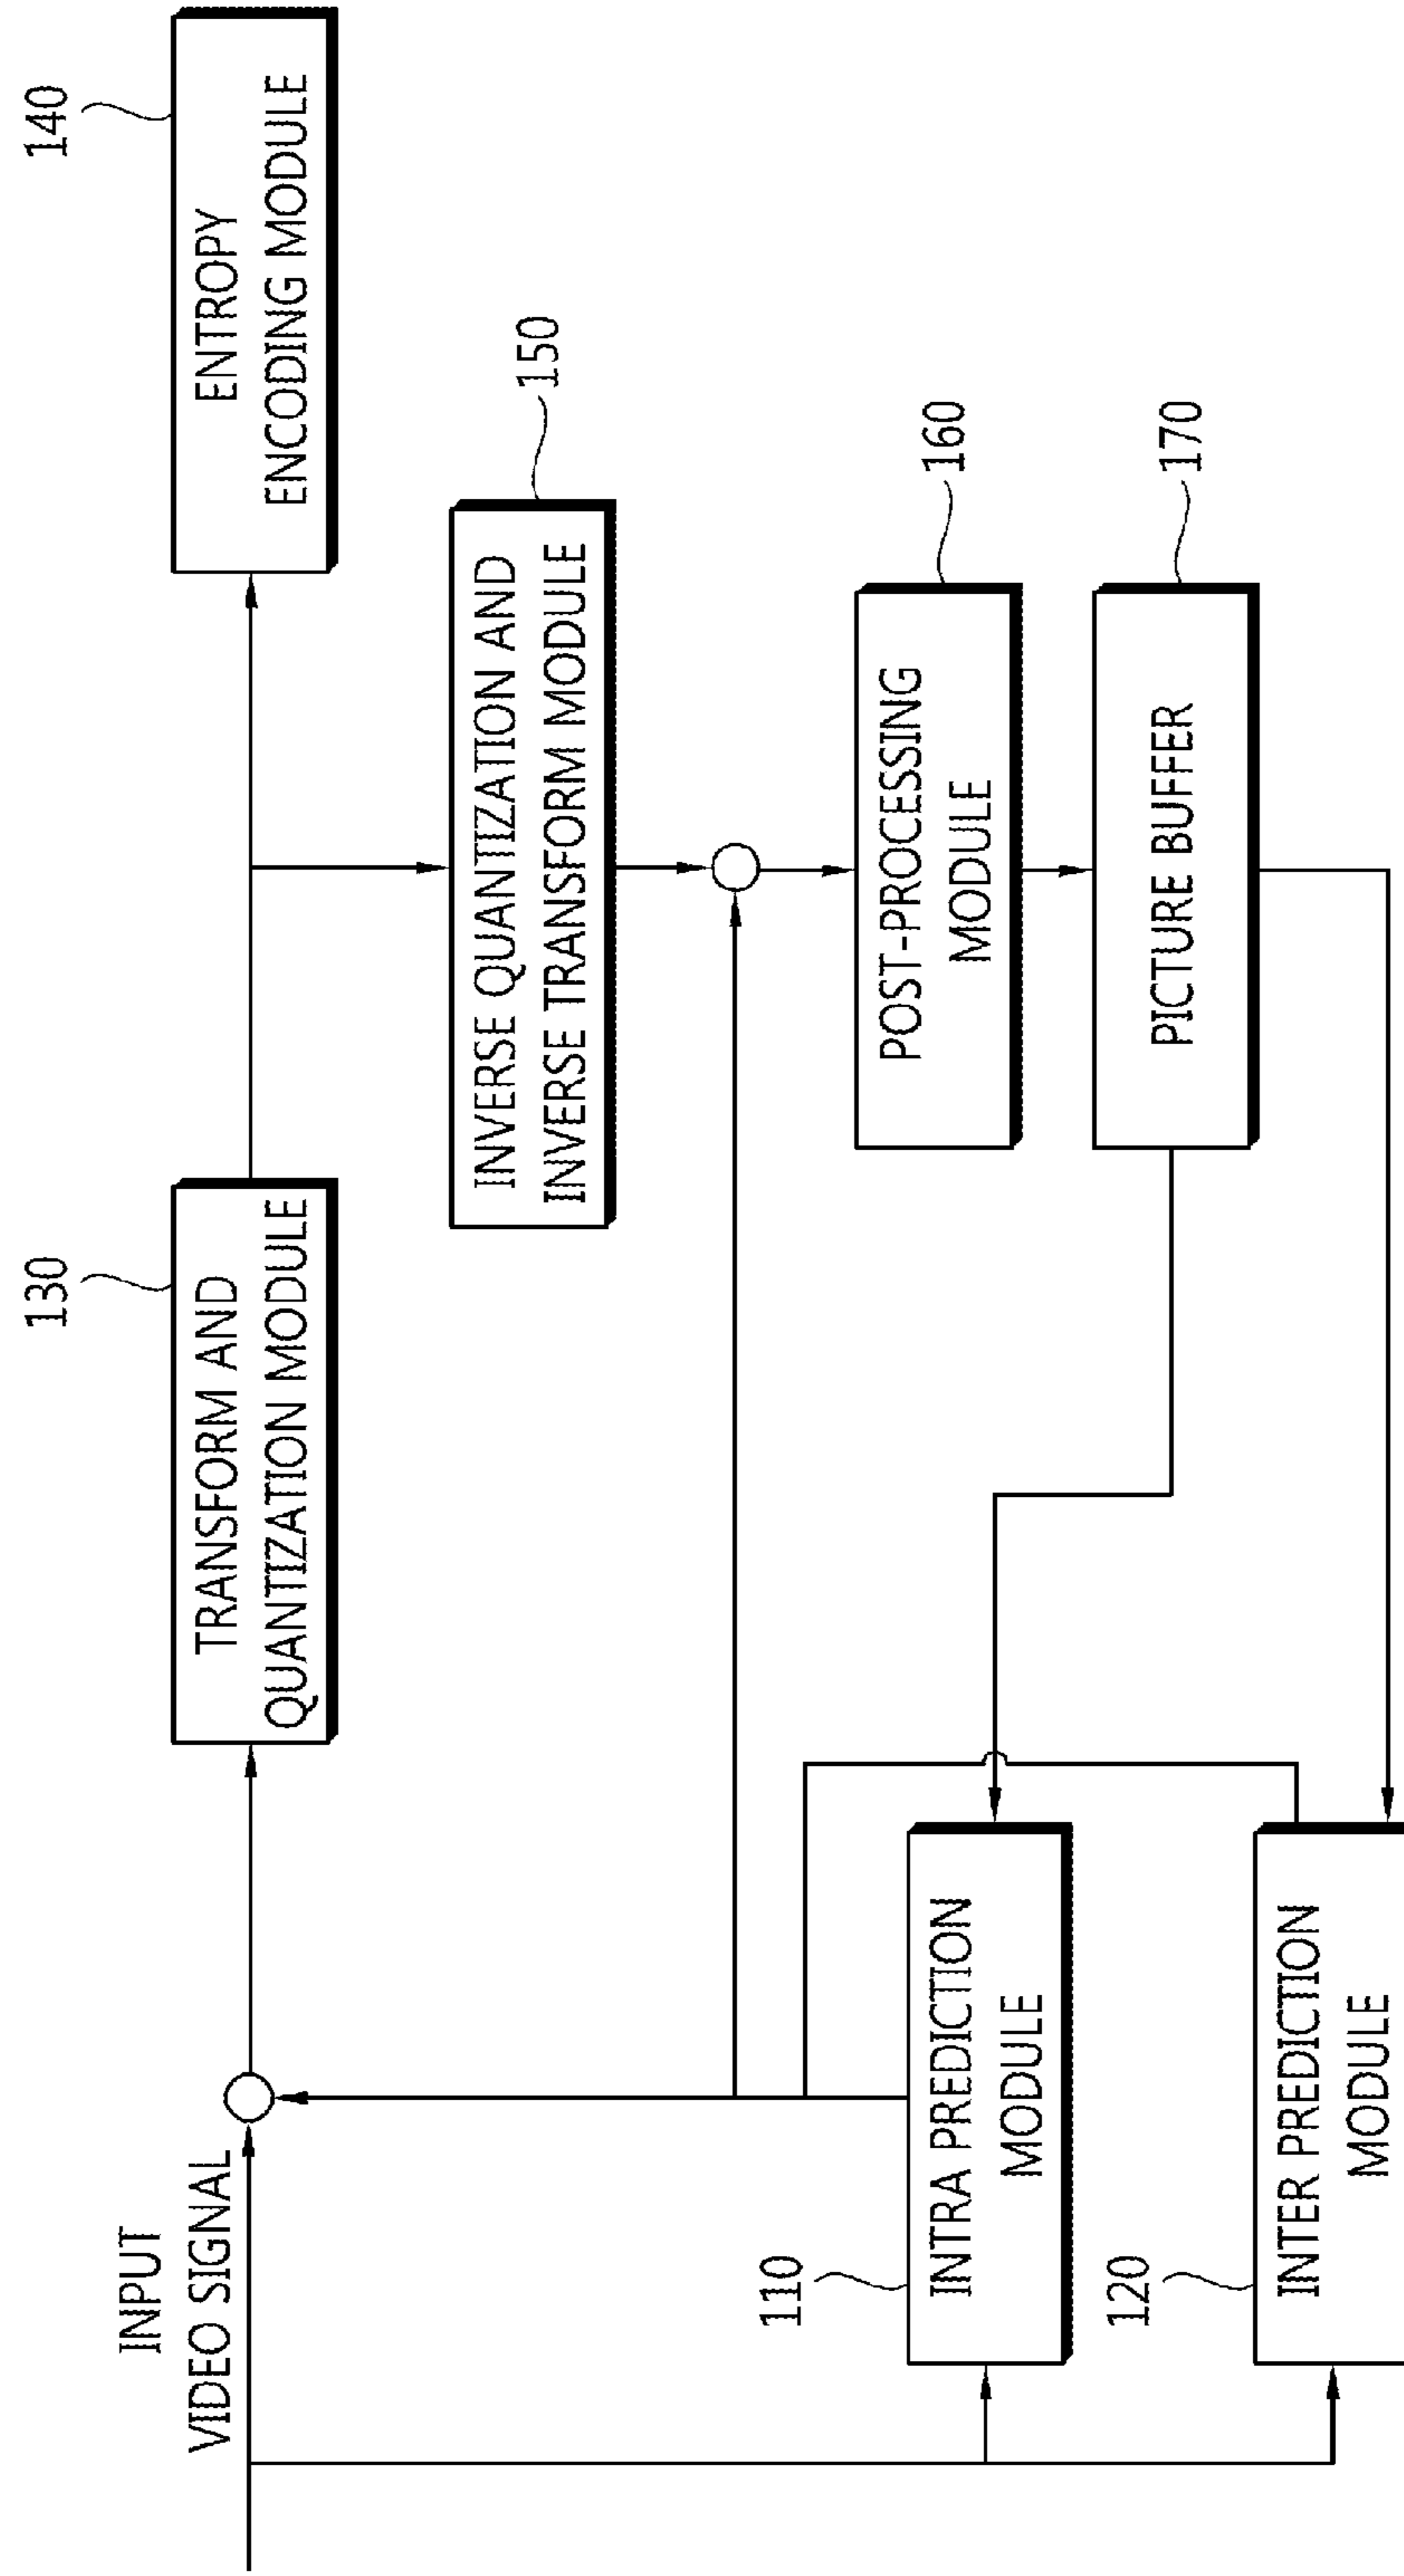 INPUT
VIDEO SIGNAL
130
TRANSFORM AND
QUANTIZATION MODULE
140
ENTROPY
ENCODING MODULE
150
INVERSE QUANTIZATION AND
INVERSE TRANSFORM MODULE
110
INTRA PREDICTION
MODULE
160
POST-PROCESSING
MODULE
120
INTER PREDICTION
MODULE
170
PICTURE BUFFER